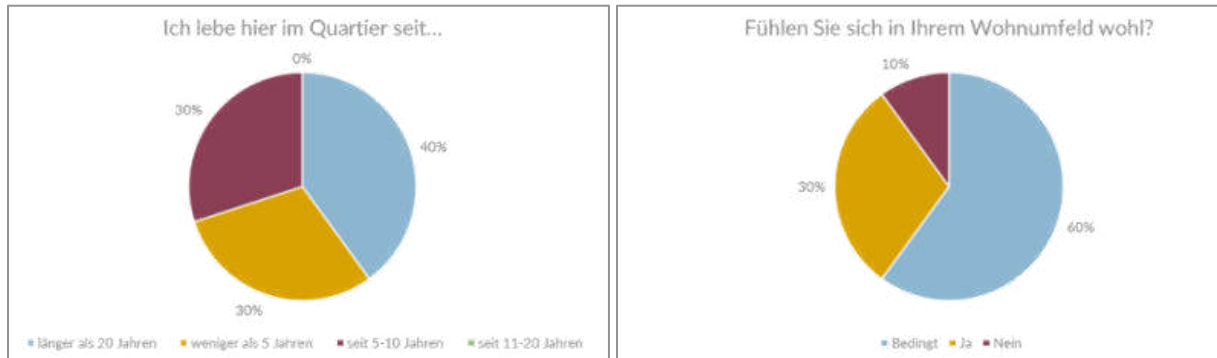 Ich lebe hier im Quartier seit...
0%
30%
40%
30%
länger als 20 Jahren weniger als 5 Jahren seit 5-10 Jahren seit 11-20 Jahren
Fühlen Sie sich in Ihrem Wohnumfeld wohl?
10%
30%
60%
Bedingt Ja Nein